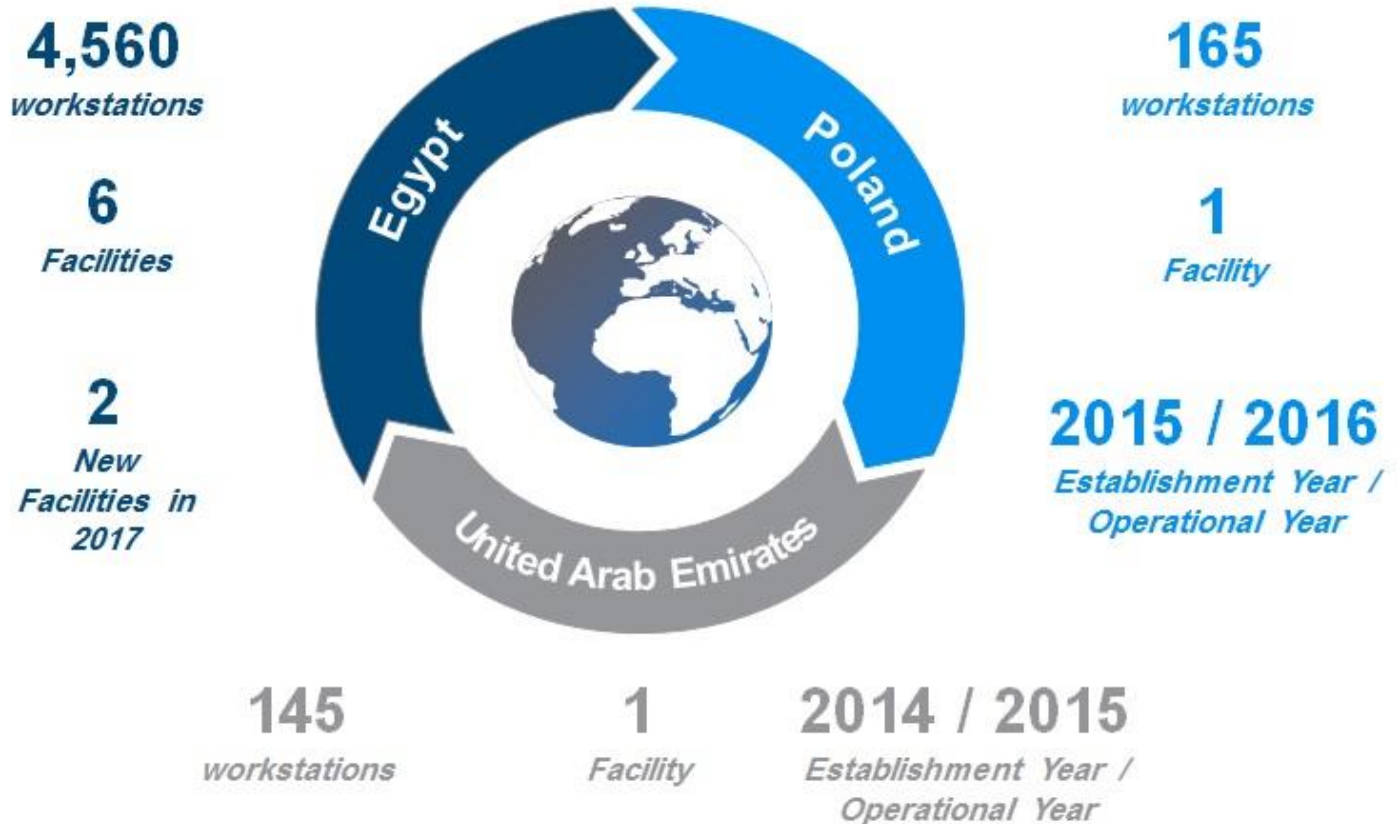 4,560
workstations
6
Facilities
2
New
Facilities in
2017
Egypt
Poland
United Arab Emirates
165
workstations
1
Facility
2015 / 2016
Establishment Year /
Operational Year
145
workstations
1
Facility
2014 / 2015
Establishment Year /
Operational Year